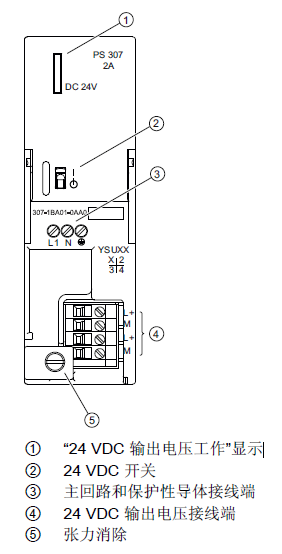 ①
PS 307
2A
DC 24V
②
I
③
307-1BA01-0AA0
L1 N
YSUXX
X 2
3 4
L+
M
L+
M
④
⑤
① “24 VDC 输出电压工作”显示
② 24 VDC 开关
③ 主回路和保护性导体接线端
④ 24 VDC 输出电压接线端
⑤ 张力消除